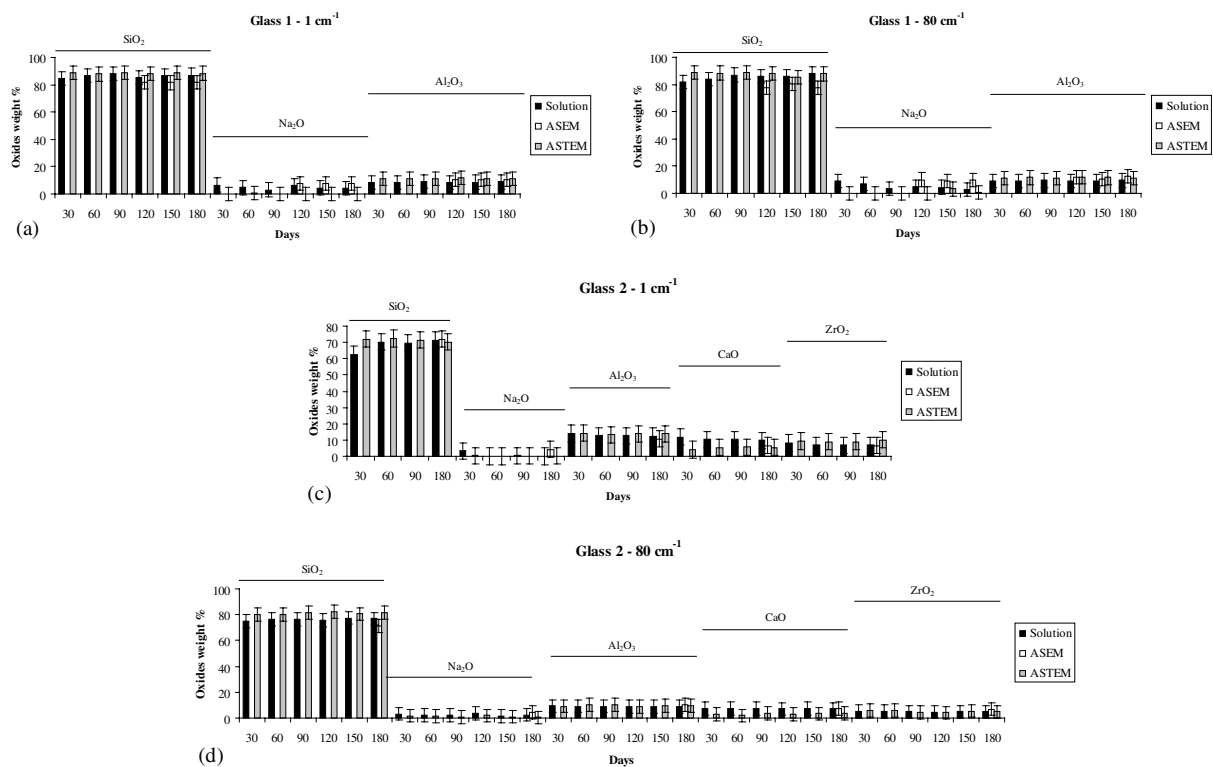 Glass 1 - 1 cm⁻¹
SiO₂
Al₂O₃
Na₂O
Oxides weight %
100
80
60
40
20
0
30 60 90 120 150 180 30 60 90 120 150 180 30 60 90 120 150 180
Days
Solution
ASEM
ASTEM
(a)
Glass 1 - 80 cm⁻¹
SiO₂
Al₂O₃
Na₂O
Oxides weight %
100
80
60
40
20
0
30 60 90 120 150 180 30 60 90 120 150 180 30 60 90 120 150 180
Days
Solution
ASEM
ASTEM
(b)
Glass 2 - 1 cm⁻¹
SiO₂
ZrO₂
CaO
Al₂O₃
Na₂O
Oxides weight %
80
70
60
50
40
30
20
10
0
30 60 90 180 30 60 90 180 30 60 90 180 30 60 90 180 30 60 90 180
Days
Solution
ASEM
ASTEM
(c)
Glass 2 - 80 cm⁻¹
SiO₂
ZrO₂
CaO
Al₂O₃
Na₂O
Oxides weight %
100
80
60
40
20
0
30 60 90 120 150 180 30 60 90 120 150 180 30 60 90 120 150 180 30 60 90 120 150 180 30 60 90 120 150 180
Days
Solution
ASEM
ASTEM
(d)